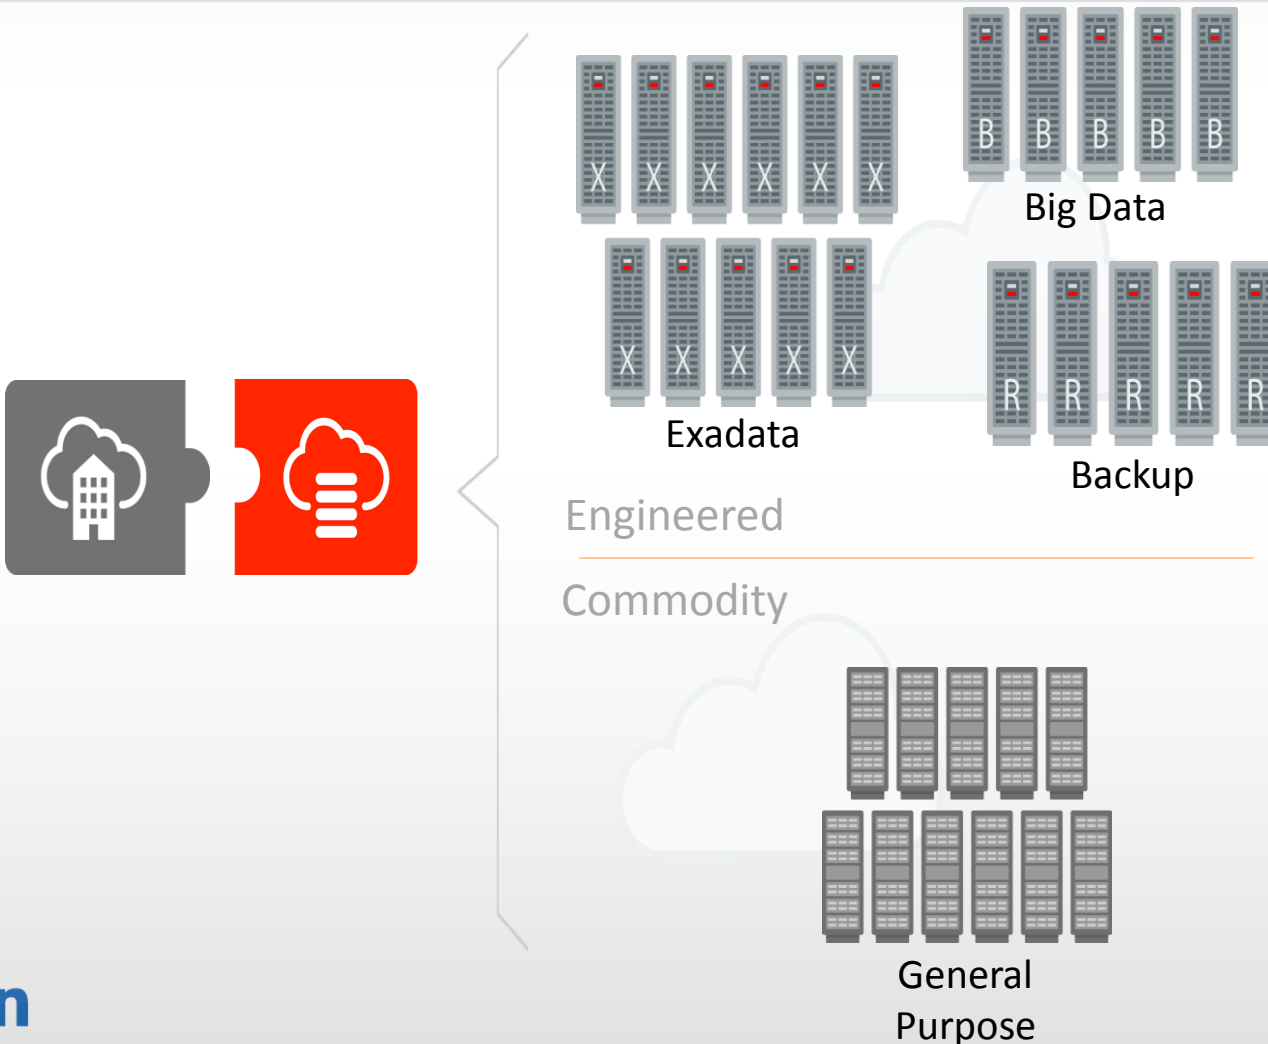 X X X X X X
B B B B B
Big Data
X X X X X
Exadata
R R R R R
Backup
Engineered
Commodity
General
Purpose
n